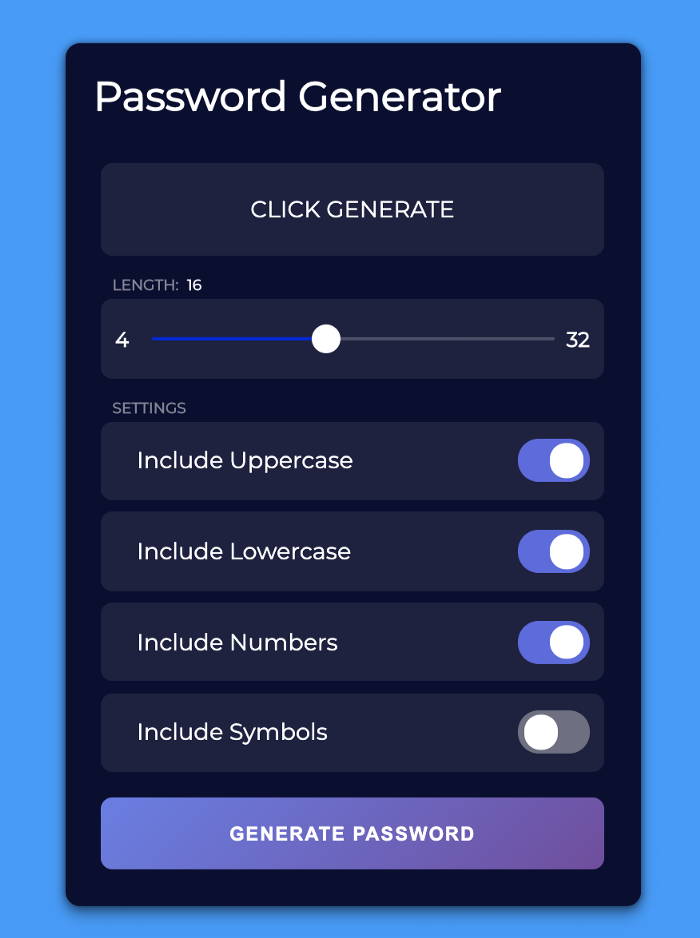 Password Generator
CLICK GENERATE
LENGTH: 16
4 32
SETTINGS
Include Uppercase
Include Lowercase
Include Numbers
Include Symbols
GENERATE PASSWORD